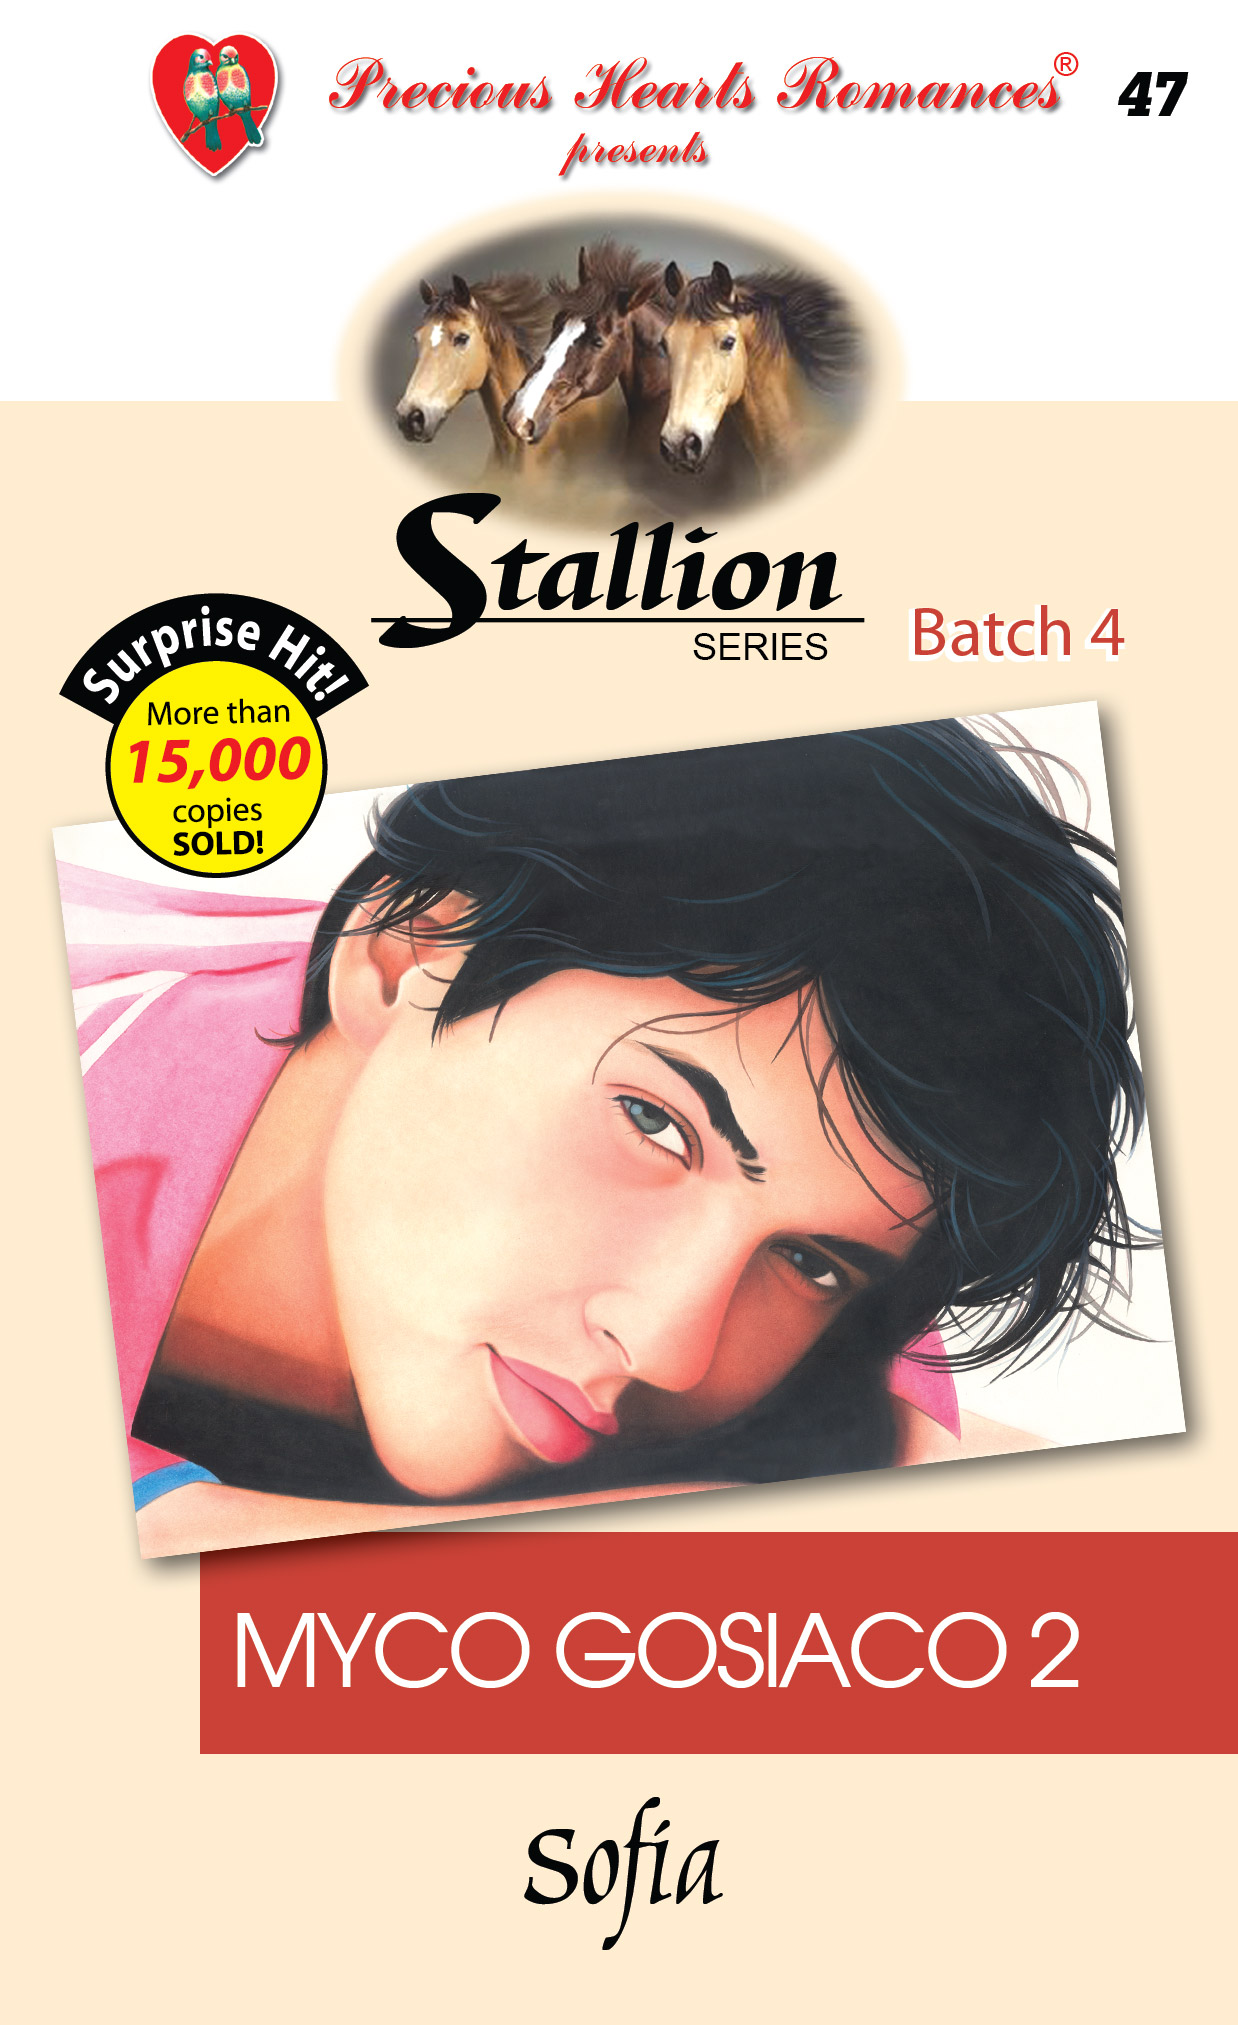 Precious Hearts Romances® 47
presents
Stallion
SERIES
Batch 4
Surprise Hit!
More than
15,000
copies
SOLD!
MYCO GOSIACO 2
Sofia